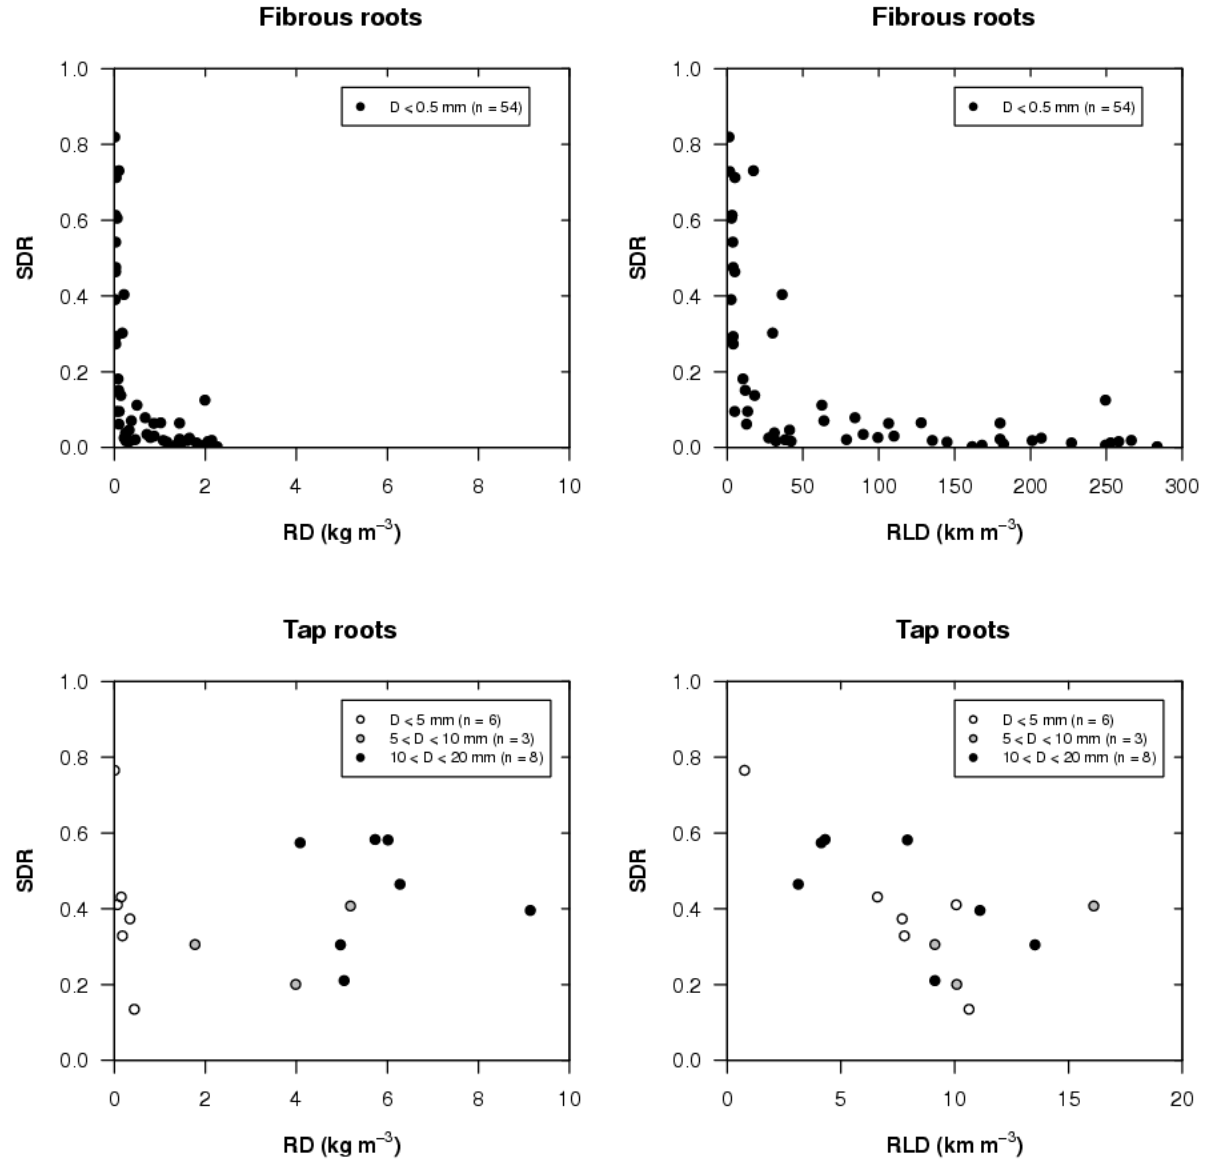 Fibrous roots
1.0
0.8
0.6
0.4
0.2
0.0
SDR
D < 0.5 mm (n = 54)
0 2 4 6 8 10
RD (kg m⁻³)
Fibrous roots
1.0
0.8
0.6
0.4
0.2
0.0
SDR
D < 0.5 mm (n = 54)
0 50 100 150 200 250 300
RLD (km m⁻³)
Tap roots
1.0
0.8
0.6
0.4
0.2
0.0
SDR
D < 5 mm (n = 6)
5 < D < 10 mm (n = 3)
10 < D < 20 mm (n = 8)
0 2 4 6 8 10
RD (kg m⁻³)
Tap roots
1.0
0.8
0.6
0.4
0.2
0.0
SDR
D < 5 mm (n = 6)
5 < D < 10 mm (n = 3)
10 < D < 20 mm (n = 8)
0 5 10 15 20
RLD (km m⁻³)